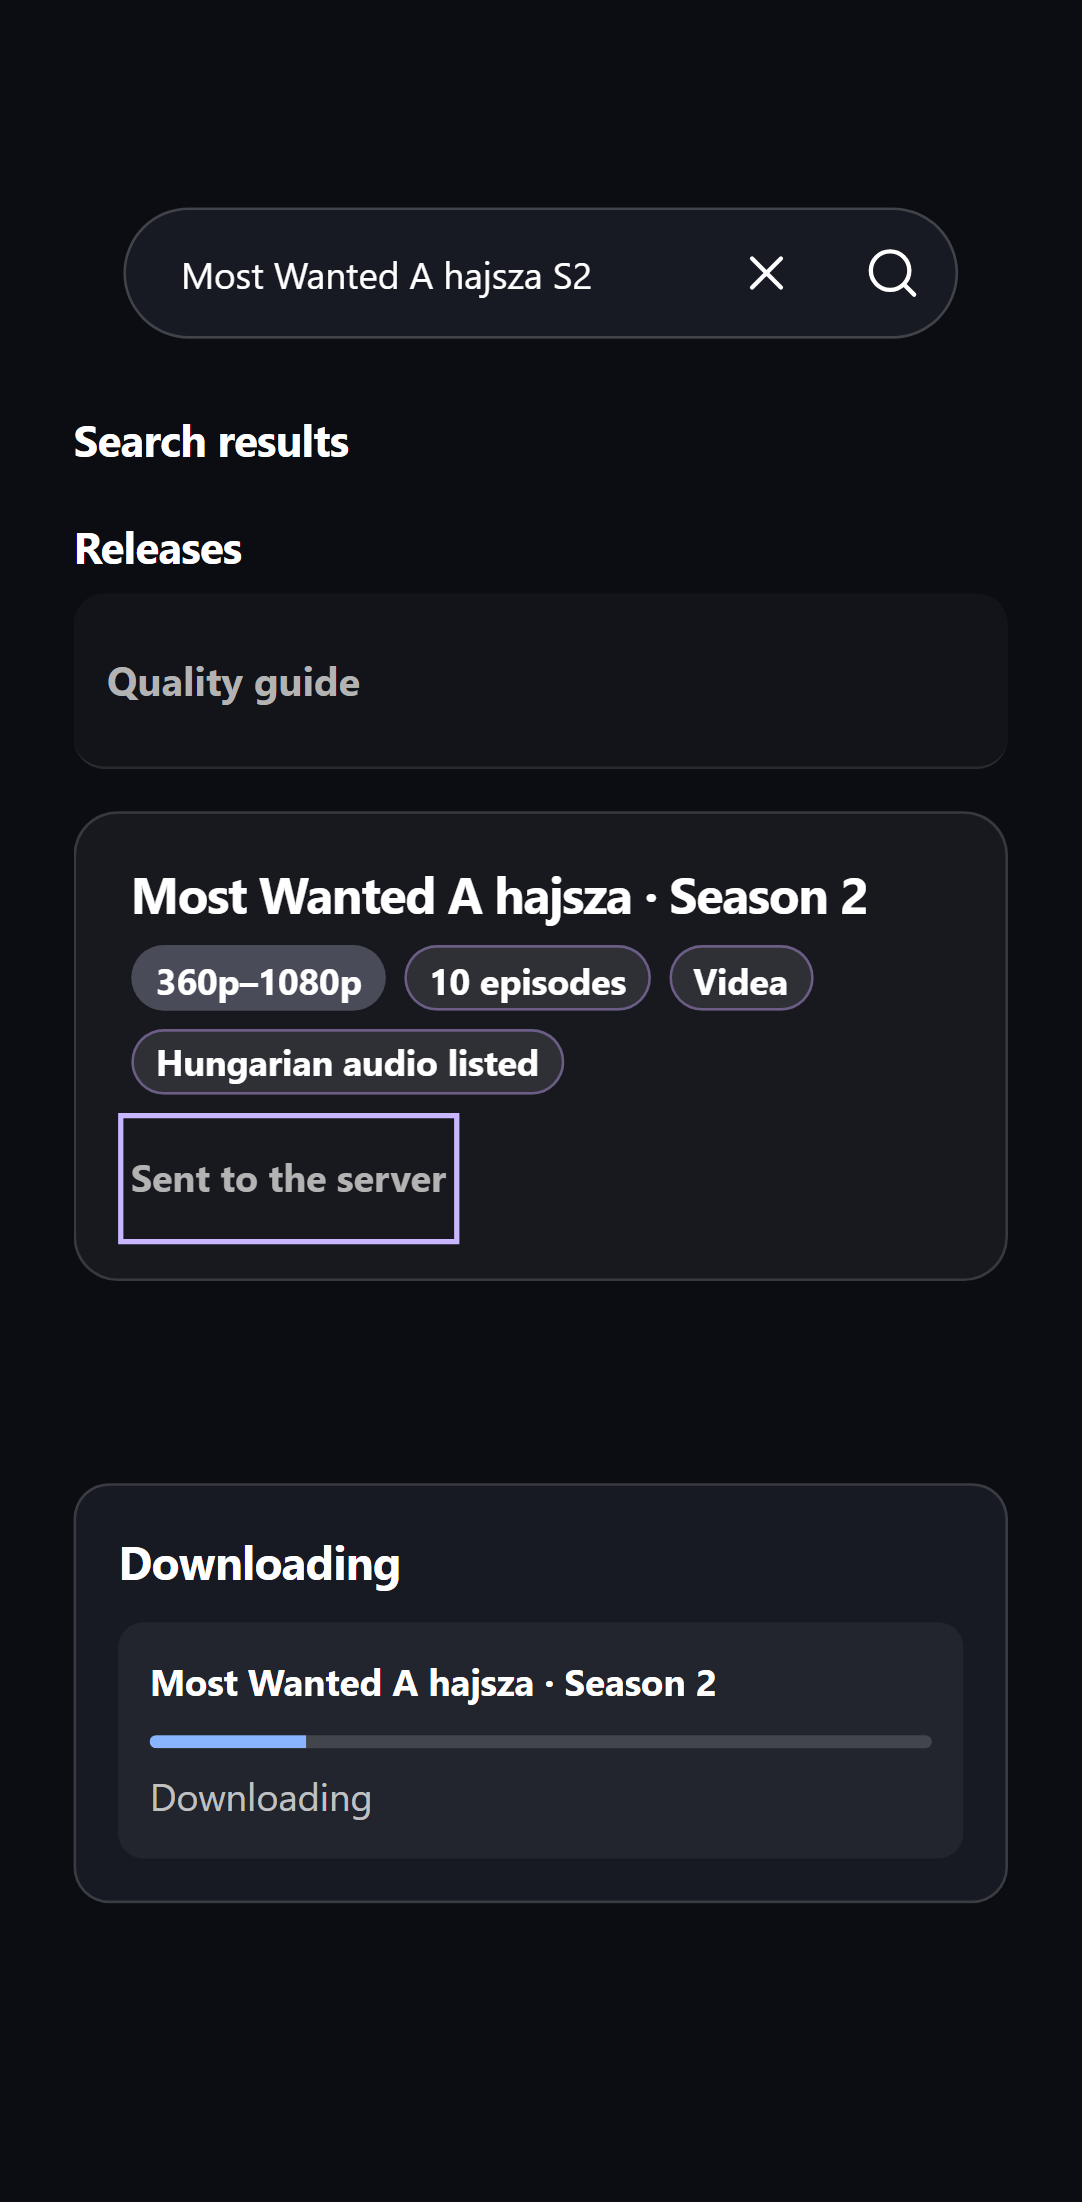 Most Wanted A hajsza S2
Search results
Releases
Quality guide
Most Wanted A hajsza · Season 2
360p–1080p 10 episodes Videa
Hungarian audio listed
Sent to the server
Downloading
Most Wanted A hajsza · Season 2
Downloading